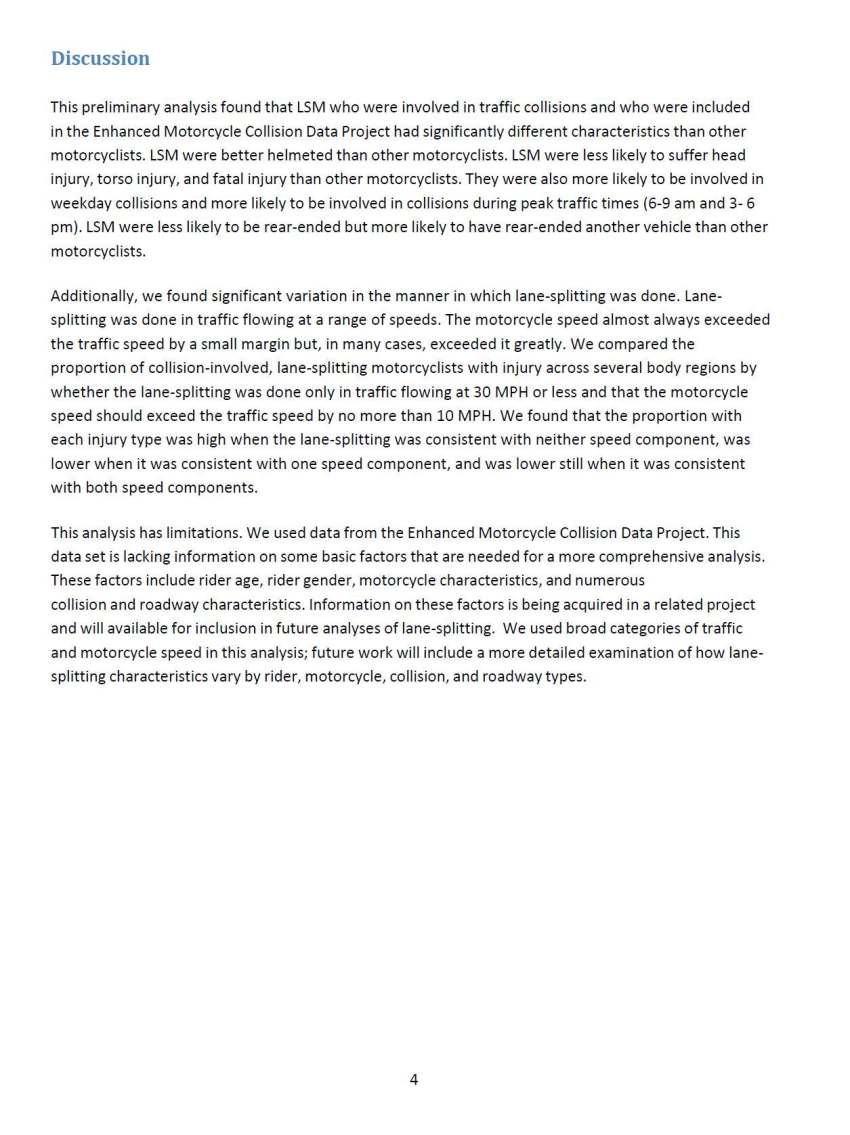 Discussion
This preliminary analysis found that LSM who were involved in traffic collisions and who were included
in the Enhanced Motorcycle Collision Data Project had significantly different characteristics than other
motorcyclists. LSM were better helmeted than other motorcyclists. LSM were less likely to suffer head
injury, torso injury, and fatal injury than other motorcyclists. They were also more likely to be involved in
weekday collisions and more likely to be involved in collisions during peak traffic times (6-9 am and 3- 6
pm). LSM were less likely to be rear-ended but more likely to have rear-ended another vehicle than other
motorcyclists.
Additionally, we found significant variation in the manner in which lane-splitting was done. Lane-
splitting was done in traffic flowing at a range of speeds. The motorcycle speed almost always exceeded
the traffic speed by a small margin but, in many cases, exceeded it greatly. We compared the
proportion of collision-involved, lane-splitting motorcyclists with injury across several body regions by
whether the lane-splitting was done only in traffic flowing at 30 MPH or less and that the motorcycle
speed should exceed the traffic speed by no more than 10 MPH. We found that the proportion with
each injury type was high when the lane-splitting was consistent with neither speed component, was
lower when it was consistent with one speed component, and was lower still when it was consistent
with both speed components.
This analysis has limitations. We used data from the Enhanced Motorcycle Collision Data Project. This
data set is lacking information on some basic factors that are needed for a more comprehensive analysis.
These factors include rider age, rider gender, motorcycle characteristics, and numerous
collision and roadway characteristics. Information on these factors is being acquired in a related project
and will available for inclusion in future analyses of lane-splitting.  We used broad categories of traffic
and motorcycle speed in this analysis; future work will include a more detailed examination of how lane-
splitting characteristics vary by rider, motorcycle, collision, and roadway types.
4